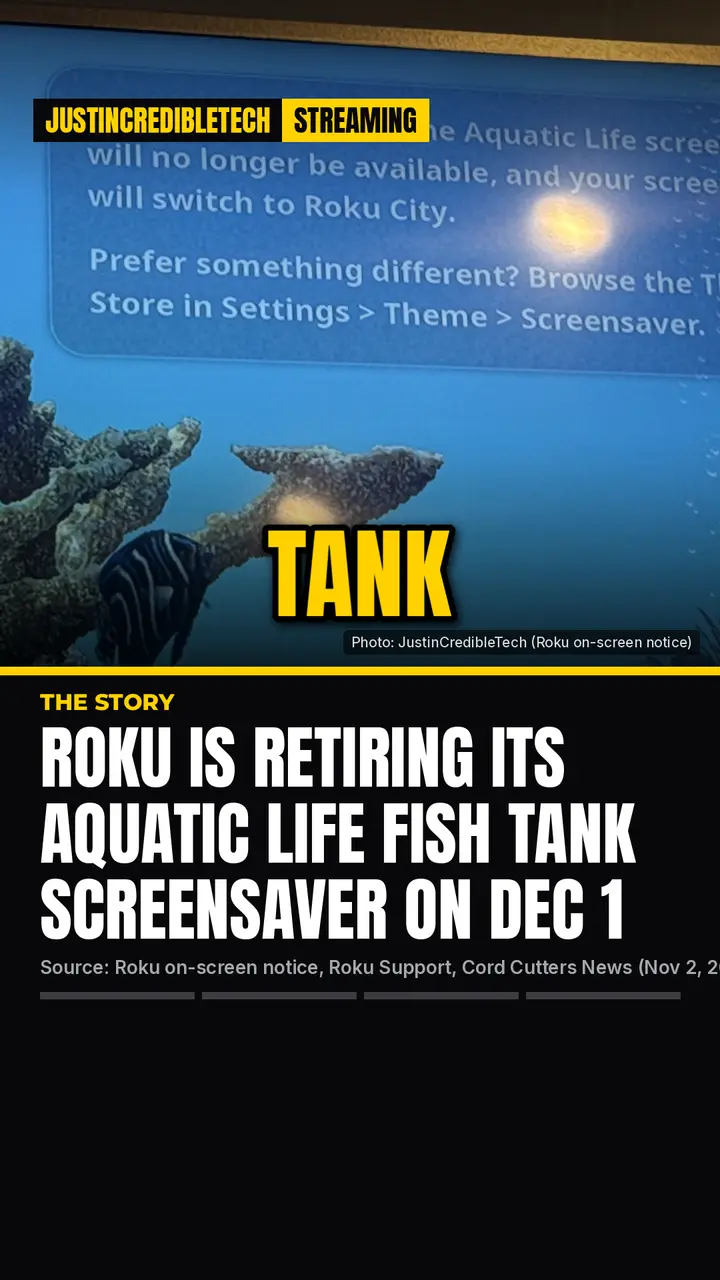 JUSTINCREDIBLETECH STREAMING
Aquatic Life
will no longer be available, and your
will switch to Roku City.
Prefer something different? Browse the
Store in Settings > Theme > Screensaver.
TANK
Photo: JustinCredibleTech (Roku on-screen notice)
THE STORY
ROKU IS RETIRING ITS
AQUATIC LIFE FISH TANK
SCREENSAVER ON DEC 1
Source: Roku on-screen notice, Roku Support, Cord Cutters News (Nov 2,